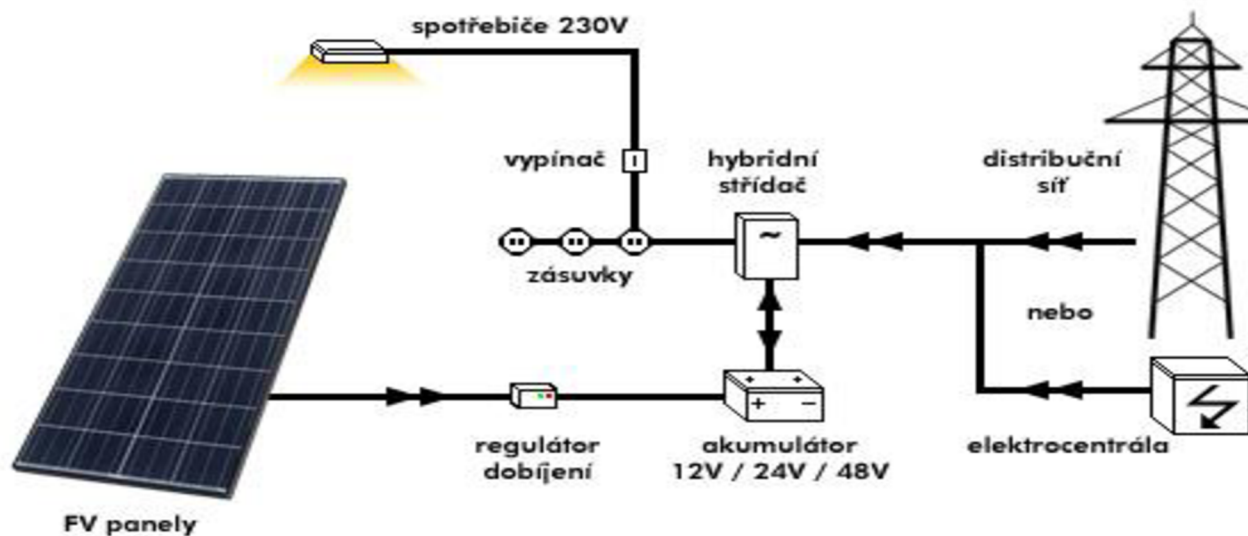 spotřebiče 230V
vypínač
hybridní
střídač
distribuční
síť
zásuvky
nebo
regulátor
dobíjení
akumulátor
12V / 24V / 48V
elektrocentrála
FV panely